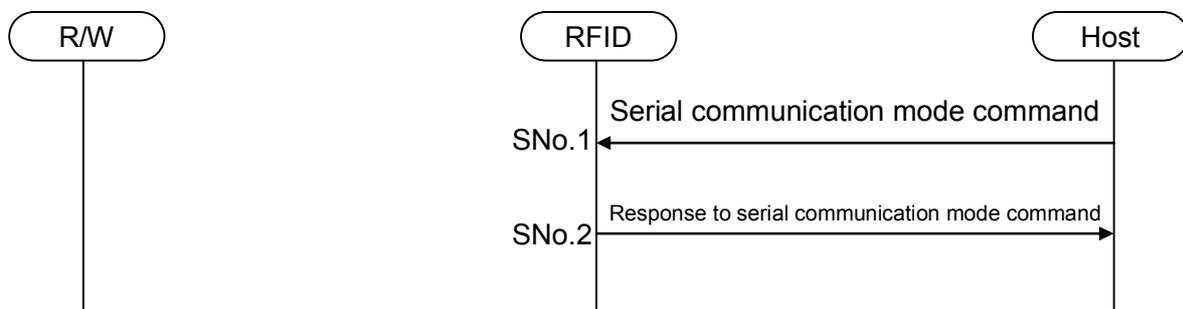 R/W
RFID
Host
Serial communication mode command
SNo.1
Response to serial communication mode command
SNo.2